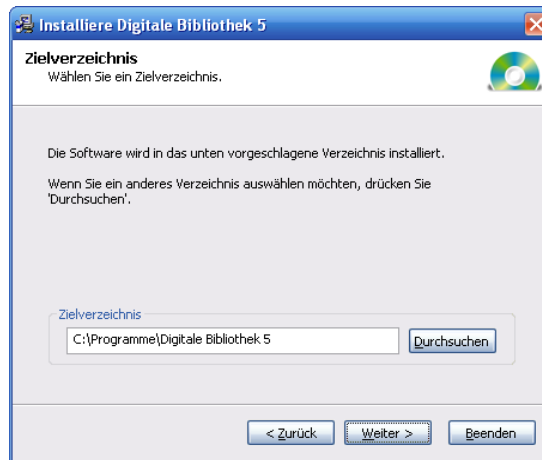 Installiere Digitale Bibliothek 5
Zielverzeichnis
Wählen Sie ein Zielverzeichnis.
Die Software wird in das unten vorgeschlagene Verzeichnis installiert.
Wenn Sie ein anderes Verzeichnis auswählen möchten, drücken Sie
'Durchsuchen'.
Zielverzeichnis
C:\Programme\Digitale Bibliothek 5
Durchsuchen
< Zurück
Weiter >
Beenden